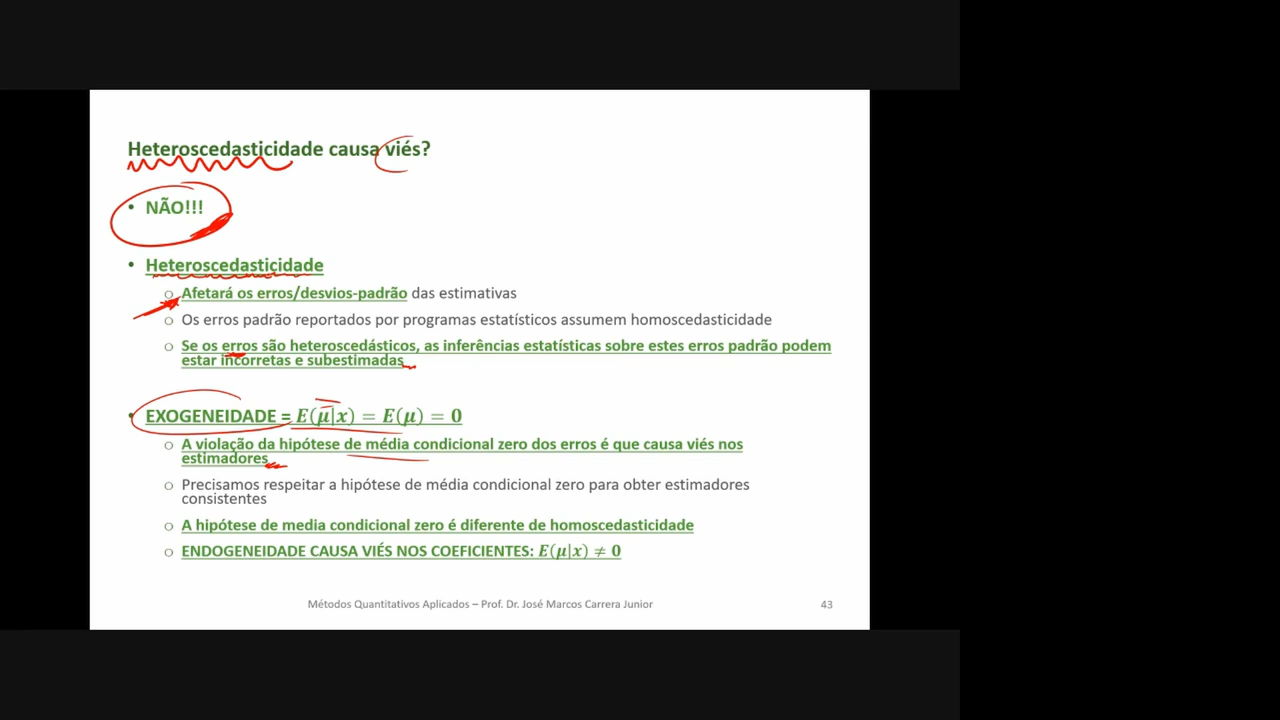 Heteroscedasticidade causa viés?
• NÃO!!!
• Heteroscedasticidade
○ Afetará os erros/desvios-padrão das estimativas
○ Os erros padrão reportados por programas estatísticos assumem homoscedasticidade
○ Se os erros são heteroscedásticos, as inferências estatísticas sobre estes erros padrão podem
estar incorretas e subestimadas
• EXOGENEIDADE = E(μ|x) = E(μ) = 0
○ A violação da hipótese de média condicional zero dos erros é que causa viés nos
estimadores
○ Precisamos respeitar a hipótese de média condicional zero para obter estimadores
consistentes
○ A hipótese de media condicional zero é diferente de homoscedasticidade
○ ENDOGENEIDADE CAUSA VIÉS NOS COEFICIENTES: E(μ|x) ≠ 0
Métodos Quantitativos Aplicados – Prof. Dr. José Marcos Carrera Junior
43